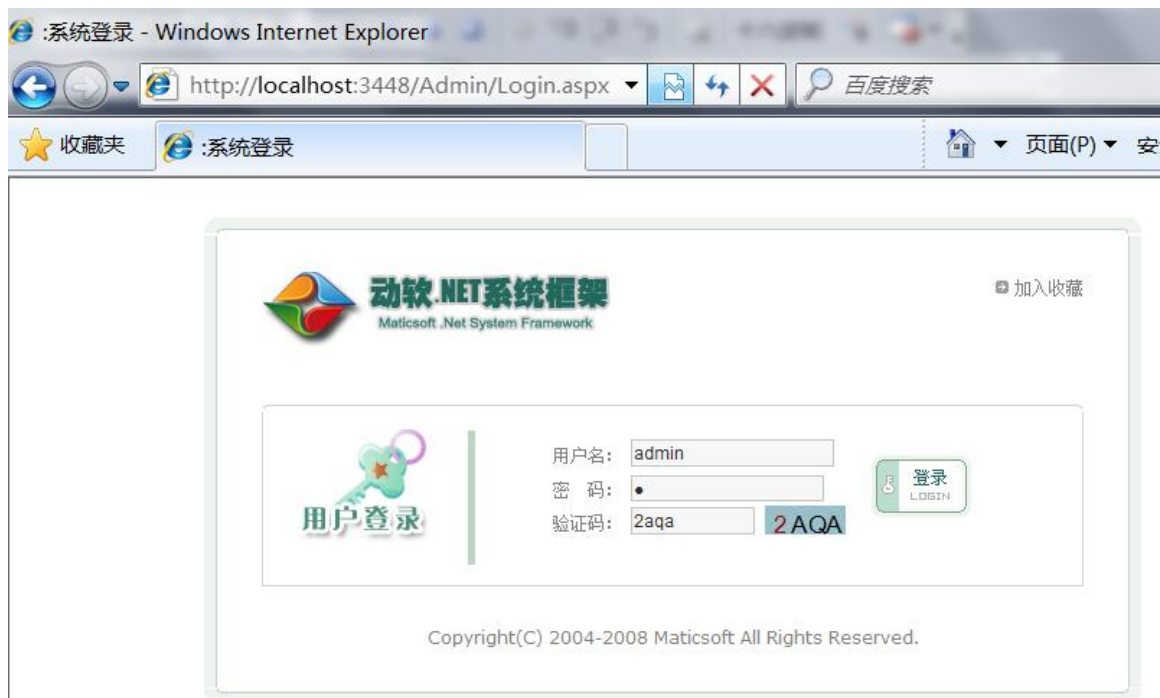 :系统登录 - Windows Internet Explorer
http://localhost:3448/Admin/Login.aspx 百度搜索
收藏夹 :系统登录 页面(P)
动软.NET系统框架
Maticsoft .Net System Framework
加入收藏
用户登录
用户名: admin
密 码: ●
验证码: 2aqa 2AQA
登录
LOGIN
Copyright(C) 2004-2008 Maticsoft All Rights Reserved.